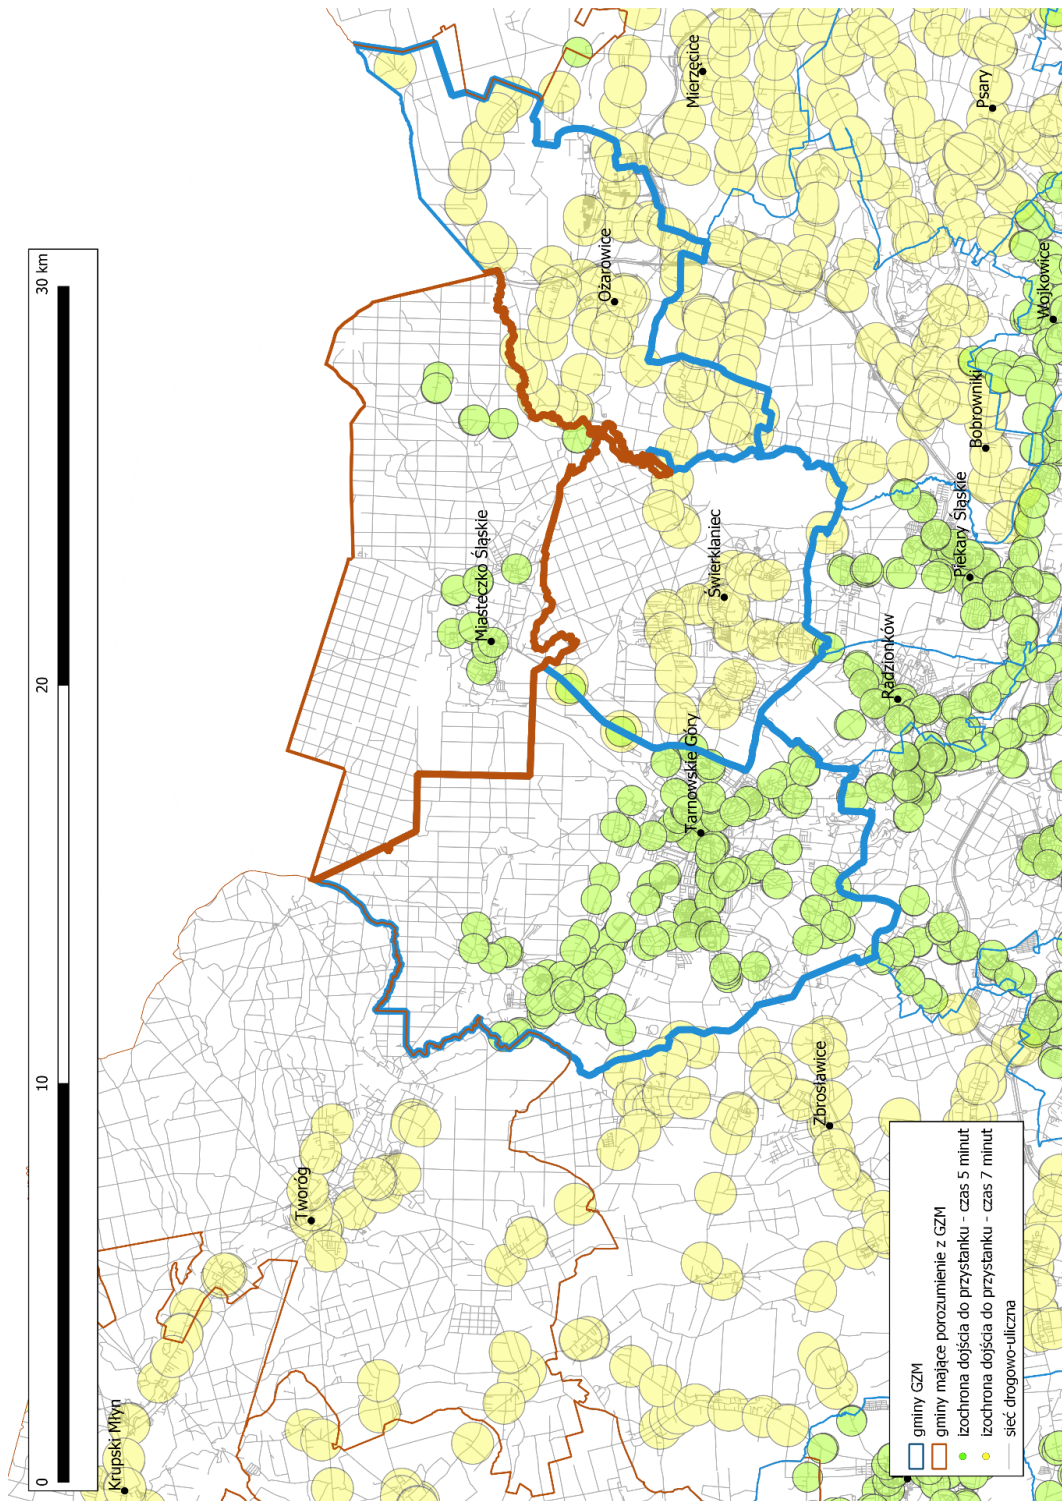 0
10
20
30 km
Krupski Młyn
Tworóg
Miasteczko Śląskie
Ożarowice
Mierzęcice
Zbrosławice
Tarnowskie Góry
Świerklaniec
Radzionków
Piekary Śląskie
Bobrowniki
Wojkowice
Psary
gminy GZM
gminy mające porozumienie z GZM
izochrona dojścia do przystanku - czas 5 minut
izochrona dojścia do przystanku - czas 7 minut
sieć drogowo-uliczna